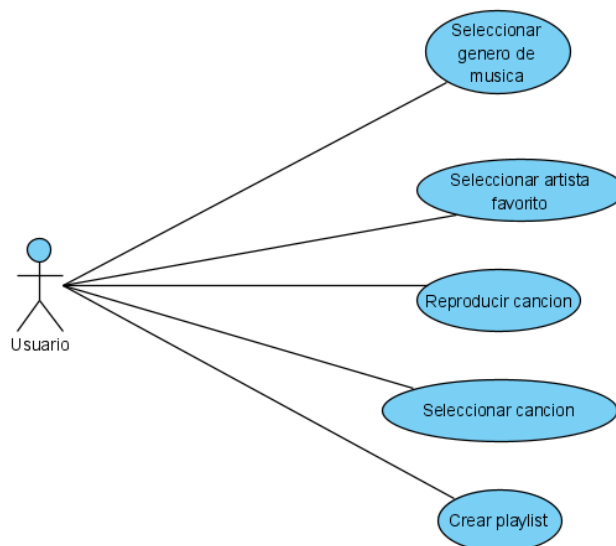 Seleccionar
genero de
musica
Seleccionar artista
favorito
Reproducir cancion
Usuario
Seleccionar cancion
Crear playlist